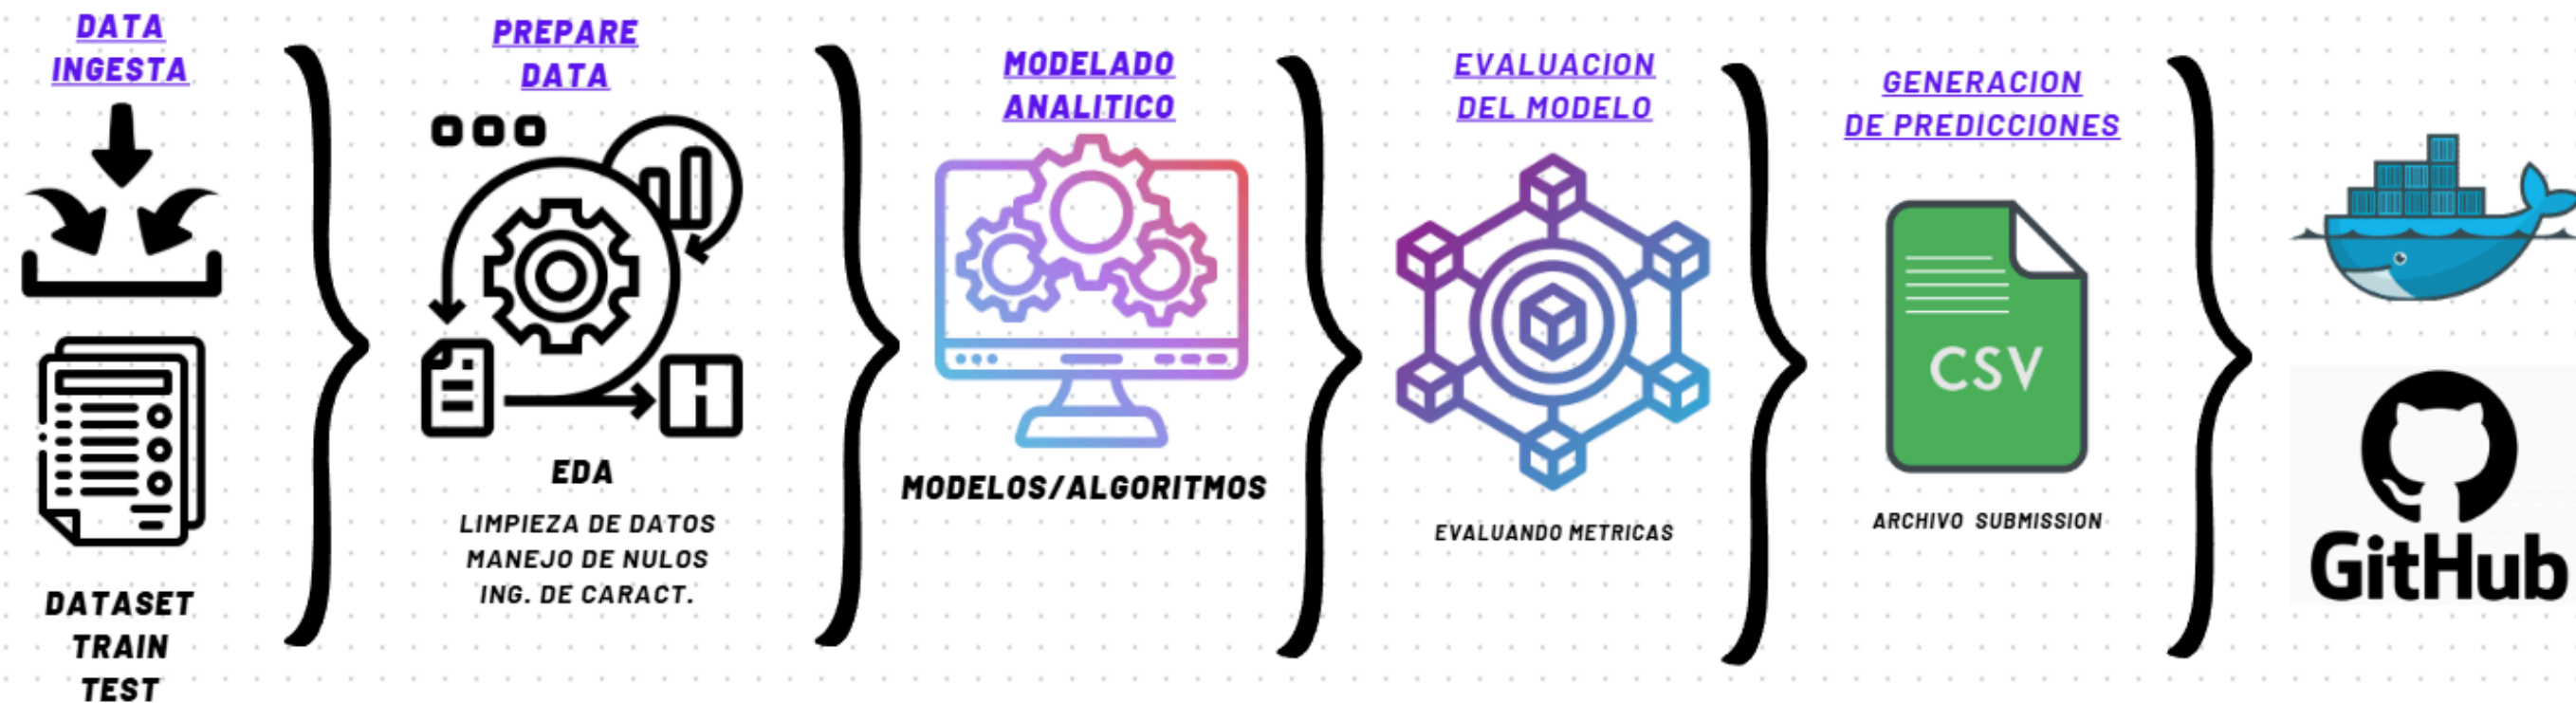 DATA
INGESTA
DATASET
TRAIN
TEST
PREPARE
DATA
EDA
LIMPIEZA DE DATOS
MANEJO DE NULOS
ING. DE CARACT.
MODELADO
ANALITICO
MODELOS/ALGORITMOS
EVALUACION
DEL MODELO
EVALUANDO METRICAS
GENERACION
DE PREDICCIONES
CSV
ARCHIVO SUBMISSION
GitHub